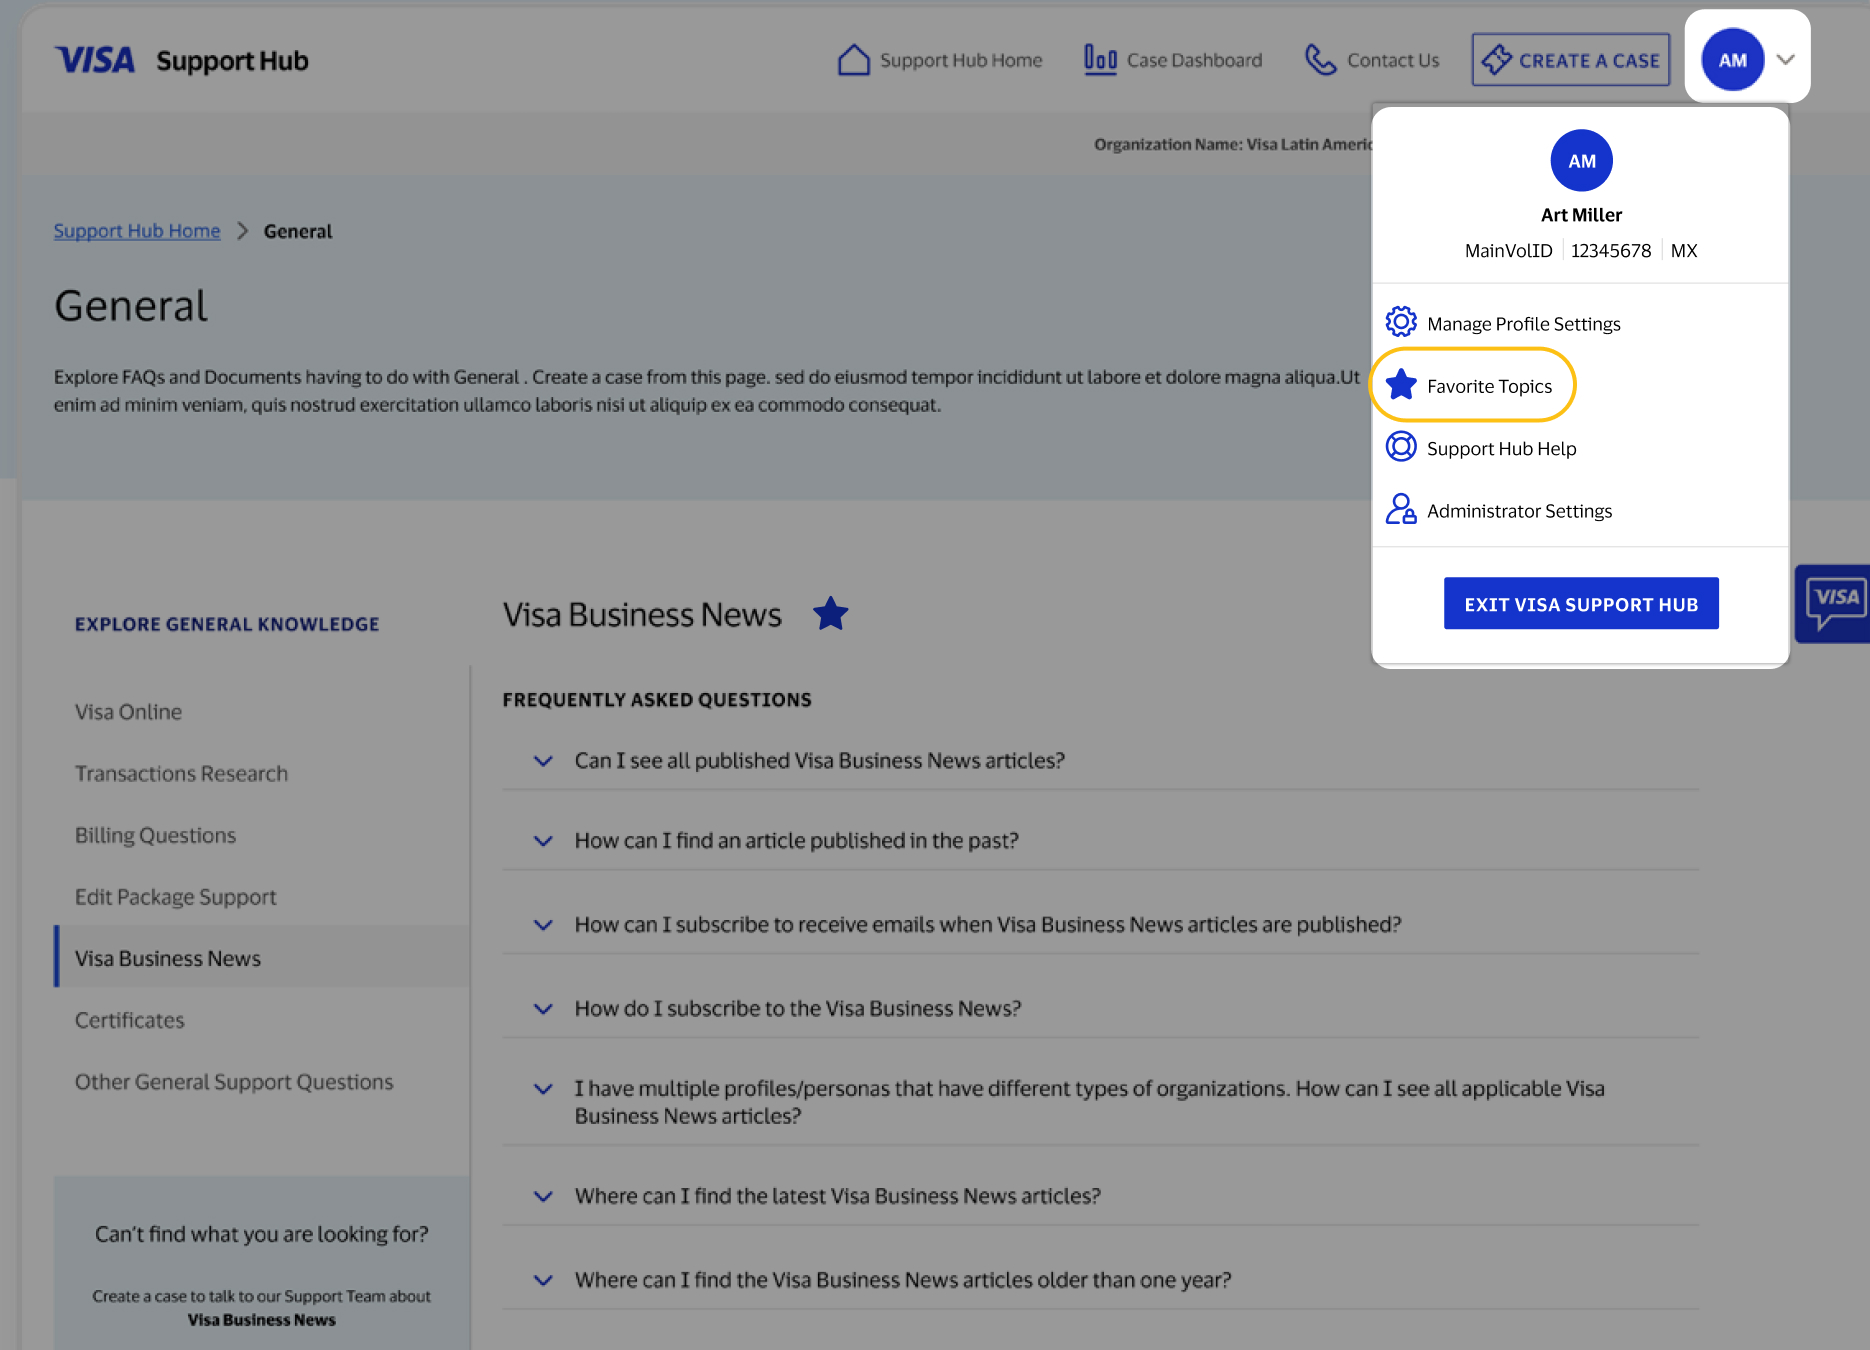 VISA Support Hub
Support Hub Home
Case Dashboard
Contact Us
CREATE A CASE
AM
Organization Name: Visa Latin Americ
AM
Art Miller
MainVolID 12345678 MX
Manage Profile Settings
Favorite Topics
Support Hub Help
Administrator Settings
EXIT VISA SUPPORT HUB
Support Hub Home > General
General
Explore FAQs and Documents having to do with General . Create a case from this page. sed do eiusmod tempor incididunt ut labore et dolore magna aliqua.Ut
enim ad minim veniam, quis nostrud exercitation ullamco laboris nisi ut aliquip ex ea commodo consequat.
VISA
EXPLORE GENERAL KNOWLEDGE
Visa Online
Transactions Research
Billing Questions
Edit Package Support
Visa Business News
Certificates
Other General Support Questions
Can't find what you are looking for?
Create a case to talk to our Support Team about
Visa Business News
Visa Business News
FREQUENTLY ASKED QUESTIONS
Can I see all published Visa Business News articles?
How can I find an article published in the past?
How can I subscribe to receive emails when Visa Business News articles are published?
How do I subscribe to the Visa Business News?
I have multiple profiles/personas that have different types of organizations. How can I see all applicable Visa
Business News articles?
Where can I find the latest Visa Business News articles?
Where can I find the Visa Business News articles older than one year?